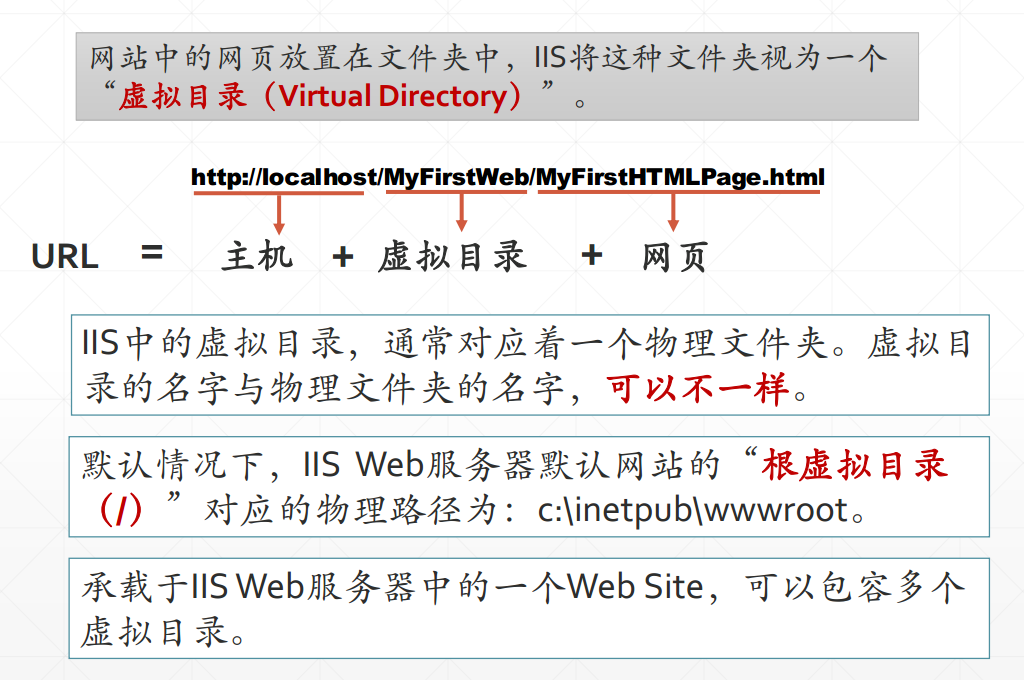 网站中的网页放置在文件夹中，IIS将这种文件夹视为一个
“虚拟目录（Virtual Directory）”。
http://localhost/MyFirstWeb/MyFirstHTMLPage.html
URL = 主机 + 虚拟目录 + 网页
IIS中的虚拟目录，通常对应着一个物理文件夹。虚拟目
录的名字与物理文件夹的名字，可以不一样。
默认情况下，IIS Web服务器默认网站的“根虚拟目录
（/）”对应的物理路径为：c:\inetpub\wwwroot。
承载于IIS Web服务器中的一个Web Site，可以包容多个
虚拟目录。